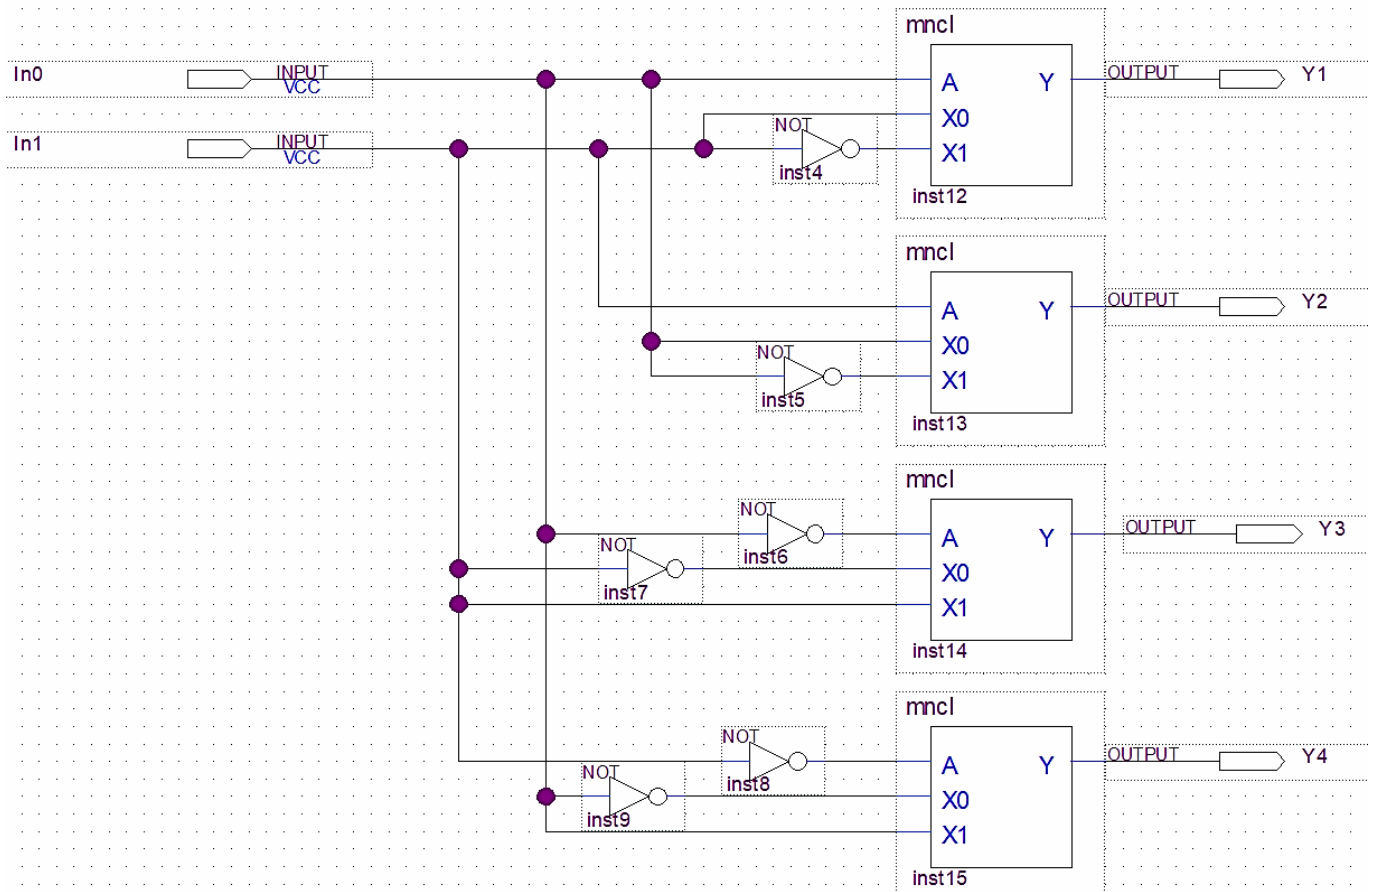 mncl
In0
INPUT
VCC
A
Y
OUTPUT
Y1
X0
In1
INPUT
VCC
NOT
X1
inst4
inst12
mncl
A
Y
OUTPUT
Y2
X0
NOT
X1
inst5
inst13
mncl
NOT
A
Y
OUTPUT
Y3
inst6
NOT
X0
inst7
X1
inst14
mncl
NOT
A
Y
OUTPUT
Y4
inst8
NOT
X0
inst9
X1
inst15